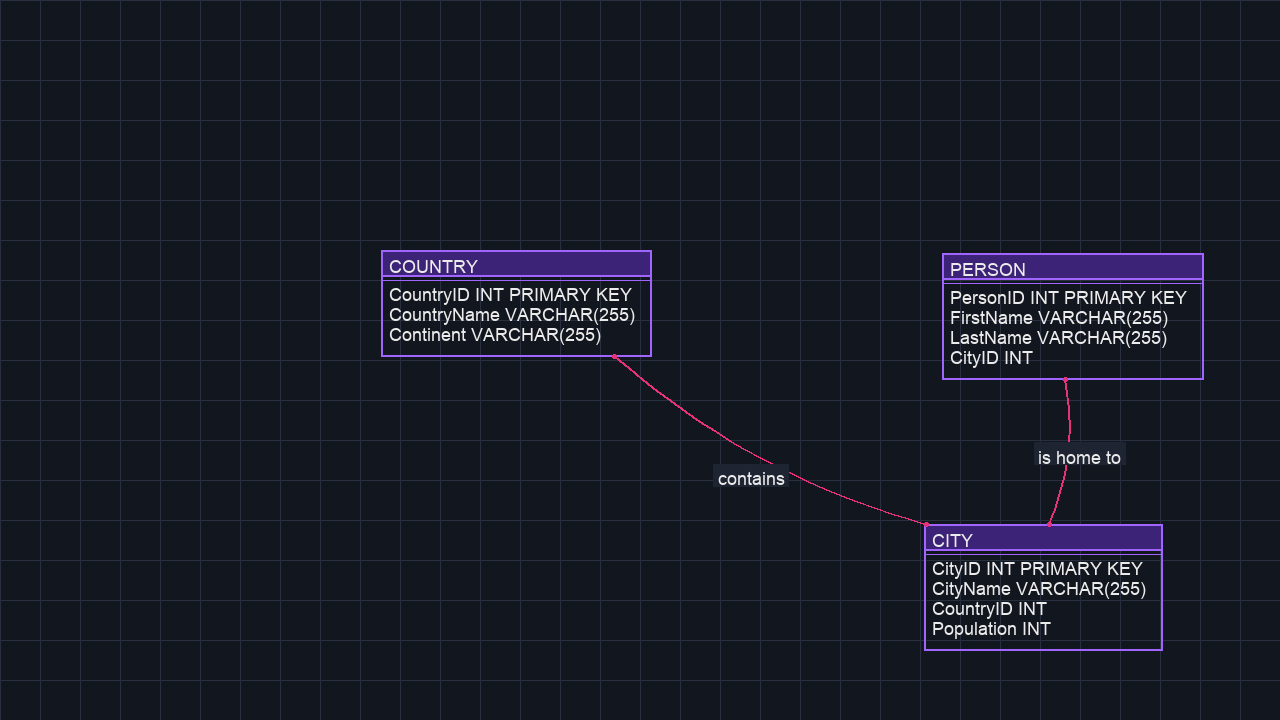 COUNTRY
CountryID INT PRIMARY KEY
CountryName VARCHAR(255)
Continent VARCHAR(255)
PERSON
PersonID INT PRIMARY KEY
FirstName VARCHAR(255)
LastName VARCHAR(255)
CityID INT
is home to
contains
CITY
CityID INT PRIMARY KEY
CityName VARCHAR(255)
CountryID INT
Population INT